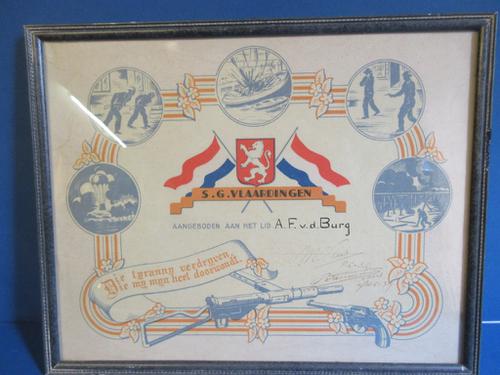 S.G. VLAARDINGEN
AANGEBODEN AAN HET LID A.F. v.d. Burg
Die tyranny verdryven,
Die my myn hert doorwondt.